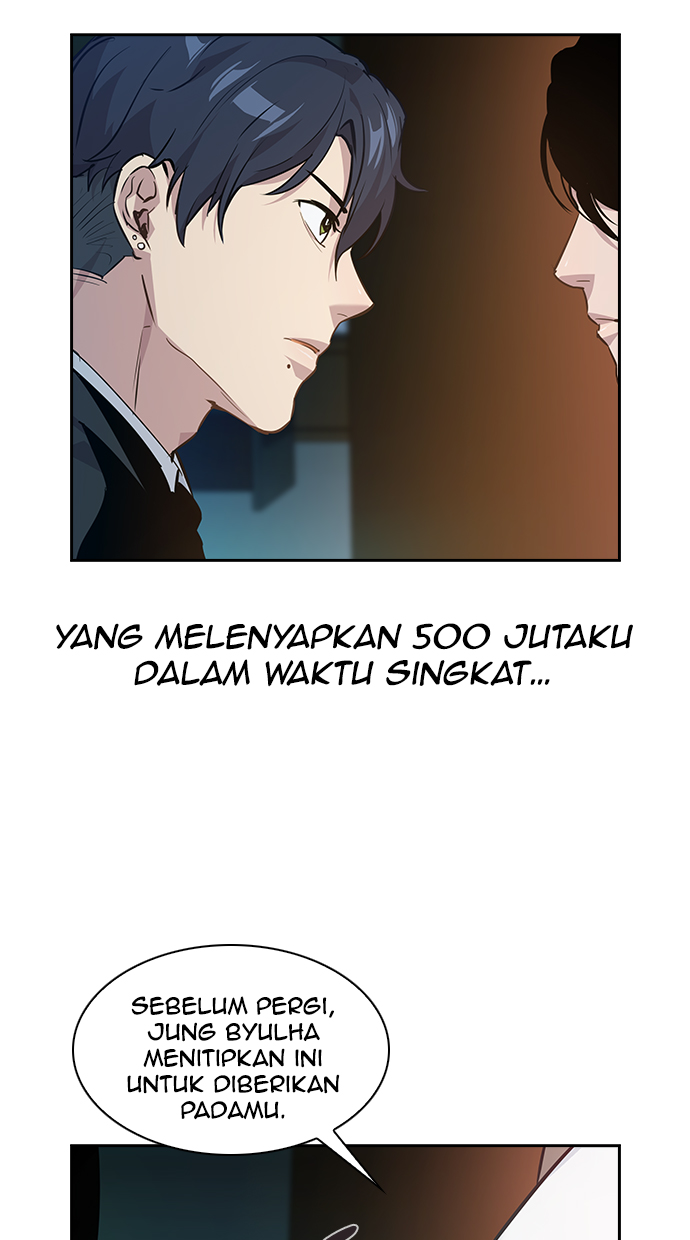 YANG MELENYAPKAN 500 JUTAKU
DALAM WAKTU SINGKAT...
SEBELUM PERGI,
JUNG BYULHA
MENITIPKAN INI
UNTUK DIBERIKAN
PADAMU.